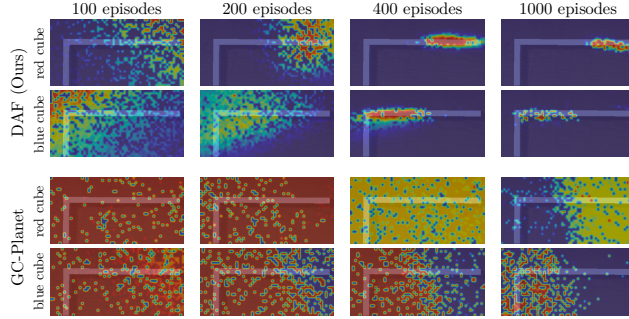 100 episodes
200 episodes
400 episodes
1000 episodes
DAF (Ours)
red cube
blue cube
GC-Planet
red cube
blue cube